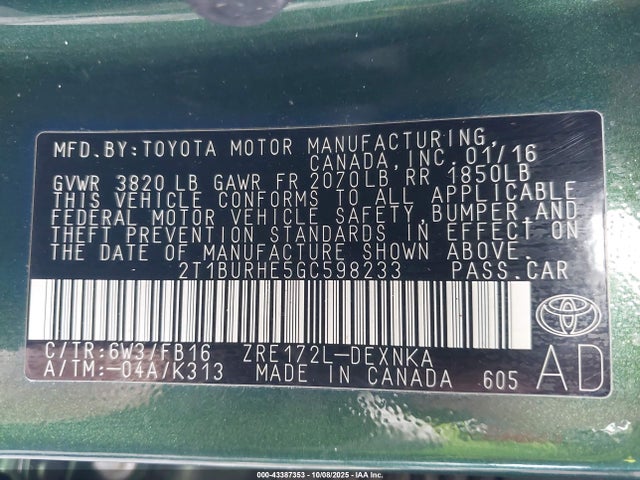 MFD.BY:TOYOTA MOTOR MANUFACTURING,
CANADA,INC.01/16
GVWR 3820 LB GAWR FR 2070LB,RR 1850LB
THIS VEHICLE CONFORMS TO ALL APPLICABLE
FEDERAL MOTOR VEHICLE SAFETY,BUMPER,AND
THEFT PREVENTION STANDARDS IN EFFECT ON
THE DATE OF MANUFACTURE SHOWN ABOVE.
2T1BURHE5GC598233 PASS.CAR
C/TR:6W3/FB16 ZRE172L-DEXNKA
A/TM:-04A/K313 MADE IN CANADA 605
AD
000-43387353 | 10/08/2025 | IAA Inc.